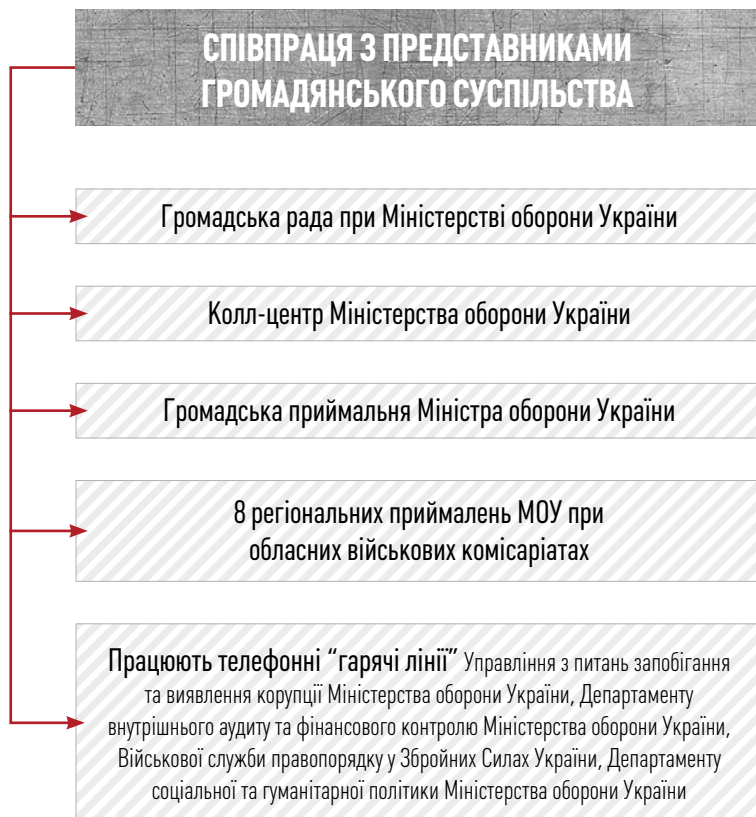 СПІВПРАЦЯ З ПРЕДСТАВНИКАМИ
ГРОМАДЯНСЬКОГО СУСПІЛЬСТВА
Громадська рада при Міністерстві оборони України
Колл-центр Міністерства оборони України
Громадська приймальня Міністра оборони України
8 регіональних приймалень МОУ при
обласних військових комісаріатах
Працюють телефонні “гарячі лінії” Управління з питань запобігання
та виявлення корупції Міністерства оборони України, Департаменту
внутрішнього аудиту та фінансового контролю Міністерства оборони України,
Військової служби правопорядку у Збройних Силах України, Департаменту
соціальної та гуманітарної політики Міністерства оборони України